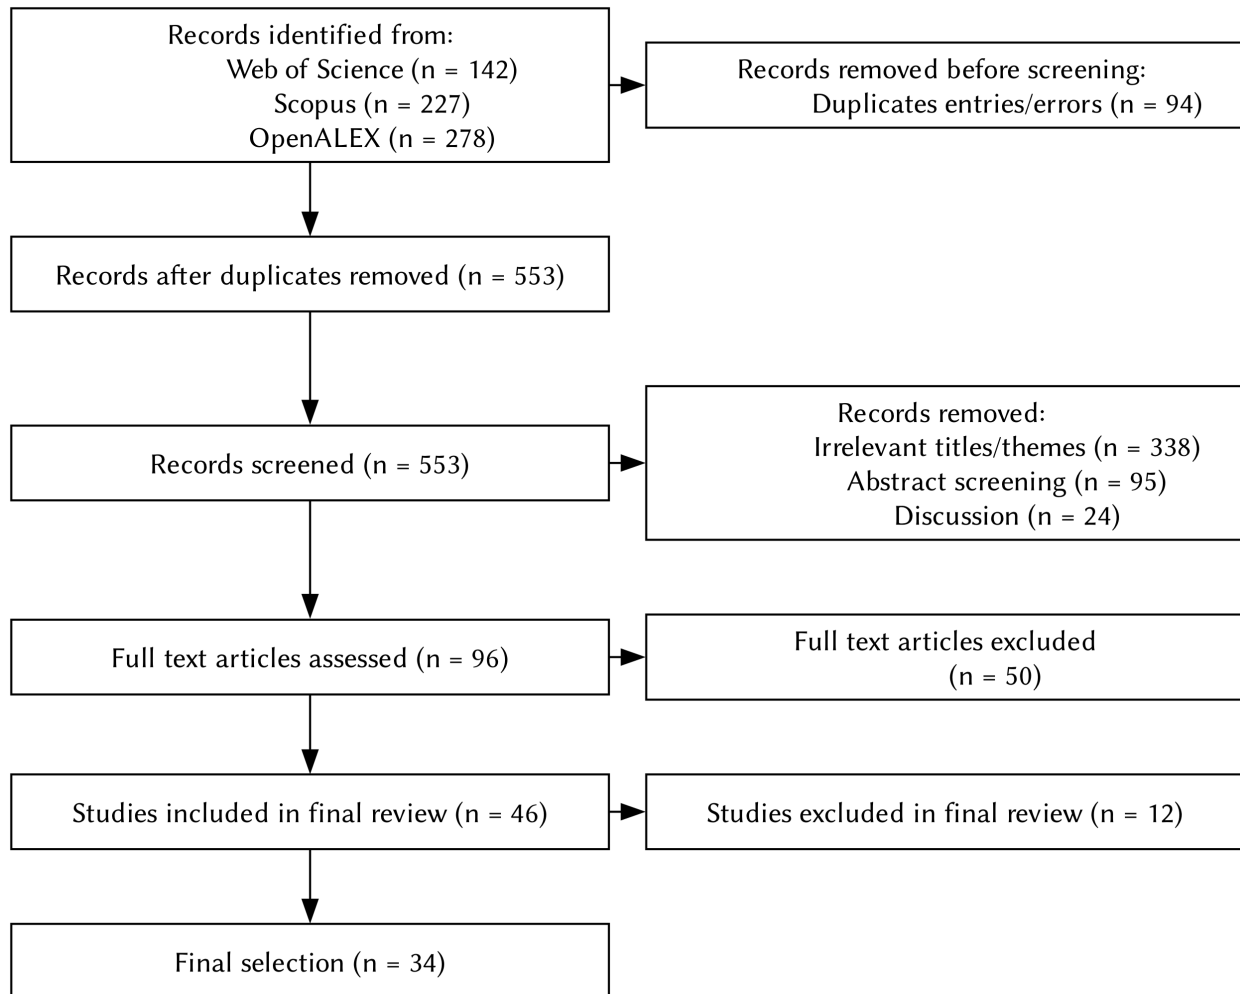 Records identified from:
Web of Science (n = 142)
Scopus (n = 227)
OpenALEX (n = 278)
Records removed before screening:
Duplicates entries/errors (n = 94)
Records after duplicates removed (n = 553)
Records screened (n = 553)
Records removed:
Irrelevant titles/themes (n = 338)
Abstract screening (n = 95)
Discussion (n = 24)
Full text articles assessed (n = 96)
Full text articles excluded
(n = 50)
Studies included in final review (n = 46)
Studies excluded in final review (n = 12)
Final selection (n = 34)